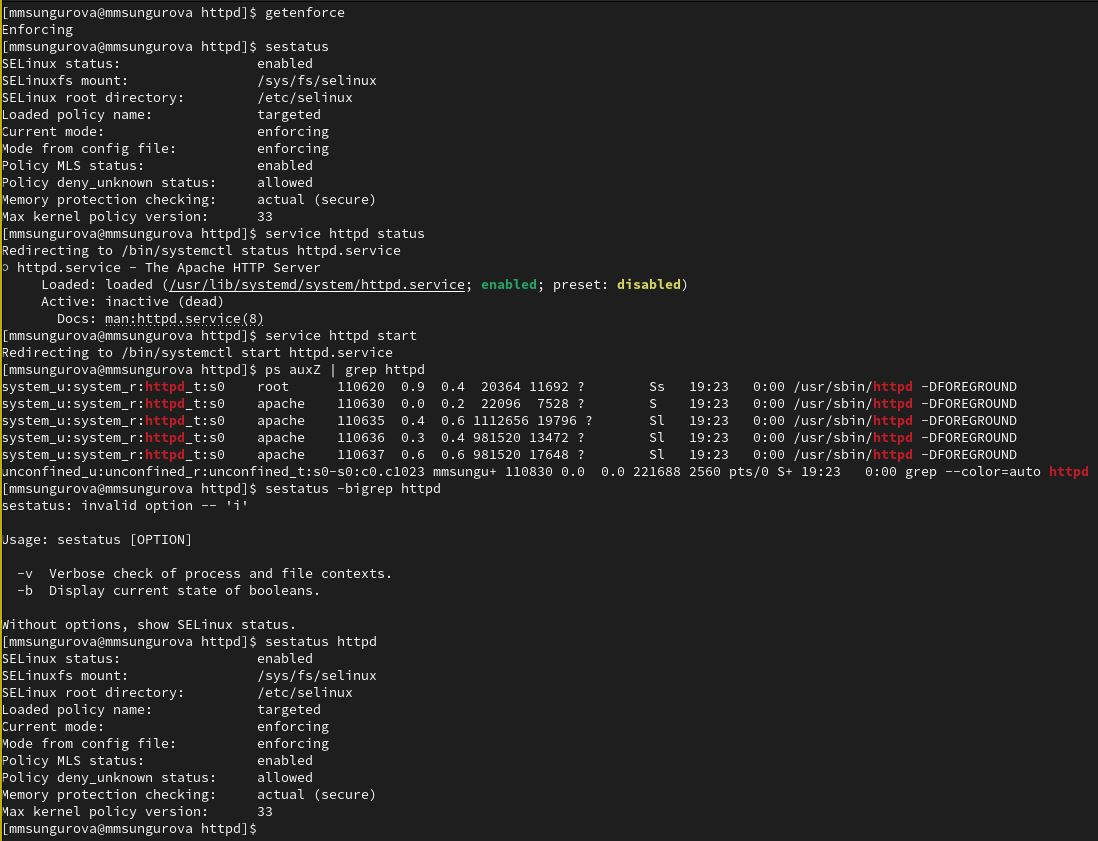 [mmsungurova@mmsungurova httpd]$ getenforce
Enforcing
[mmsungurova@mmsungurova httpd]$ sestatus
SELinux status:                 enabled
SELinuxfs mount:                /sys/fs/selinux
SELinux root directory:         /etc/selinux
Loaded policy name:             targeted
Current mode:                   enforcing
Mode from config file:          enforcing
Policy MLS status:              enabled
Policy deny_unknown status:     allowed
Memory protection checking:     actual (secure)
Max kernel policy version:      33
[mmsungurova@mmsungurova httpd]$ service httpd status
Redirecting to /bin/systemctl status httpd.service
○ httpd.service - The Apache HTTP Server
     Loaded: loaded (/usr/lib/systemd/system/httpd.service; enabled; preset: disabled)
     Active: inactive (dead)
       Docs: man:httpd.service(8)
[mmsungurova@mmsungurova httpd]$ service httpd start
Redirecting to /bin/systemctl start httpd.service
[mmsungurova@mmsungurova httpd]$ ps auxZ | grep httpd
system_u:system_r:httpd_t:s0    root      110620  0.9  0.4  20364 11692 ?        Ss   19:23   0:00 /usr/sbin/httpd -DFOREGROUND
system_u:system_r:httpd_t:s0    apache    110630  0.0  0.2  22096  7528 ?        S    19:23   0:00 /usr/sbin/httpd -DFOREGROUND
system_u:system_r:httpd_t:s0    apache    110635  0.4  0.6 1112656 19796 ?       Sl   19:23   0:00 /usr/sbin/httpd -DFOREGROUND
system_u:system_r:httpd_t:s0    apache    110636  0.3  0.4 981520 13472 ?        Sl   19:23   0:00 /usr/sbin/httpd -DFOREGROUND
system_u:system_r:httpd_t:s0    apache    110637  0.6  0.6 981520 17648 ?        Sl   19:23   0:00 /usr/sbin/httpd -DFOREGROUND
unconfined_u:unconfined_r:unconfined_t:s0-s0:c0.c1023 mmsungu+ 110830 0.0  0.0 221688 2560 pts/0 S+ 19:23   0:00 grep --color=auto httpd
[mmsungurova@mmsungurova httpd]$ sestatus -bigrep httpd
sestatus: invalid option -- 'i'

Usage: sestatus [OPTION]

  -v  Verbose check of process and file contexts.
  -b  Display current state of booleans.

Without options, show SELinux status.
[mmsungurova@mmsungurova httpd]$ sestatus httpd
SELinux status:                 enabled
SELinuxfs mount:                /sys/fs/selinux
SELinux root directory:         /etc/selinux
Loaded policy name:             targeted
Current mode:                   enforcing
Mode from config file:          enforcing
Policy MLS status:              enabled
Policy deny_unknown status:     allowed
Memory protection checking:     actual (secure)
Max kernel policy version:      33
[mmsungurova@mmsungurova httpd]$